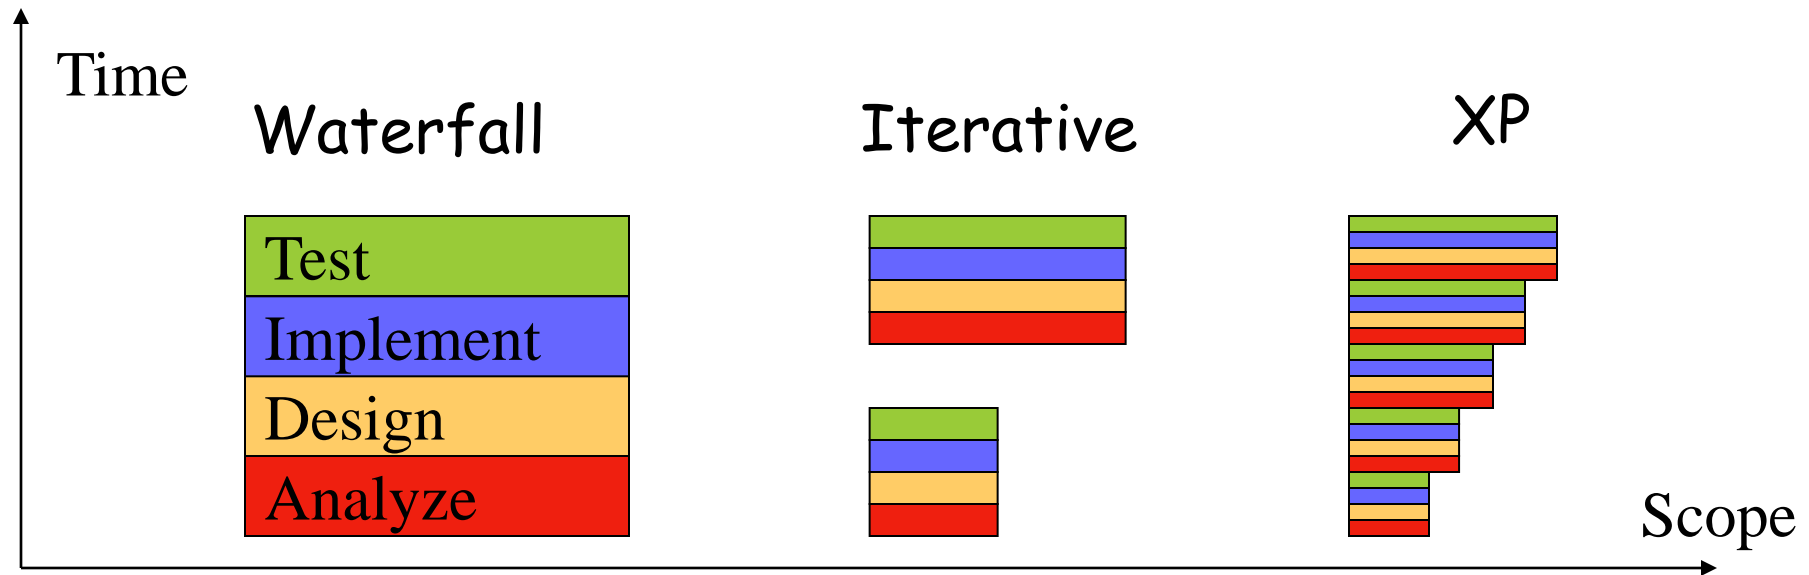 Time
Waterfall
Iterative
XP
Test
Implement
Design
Analyze
Scope